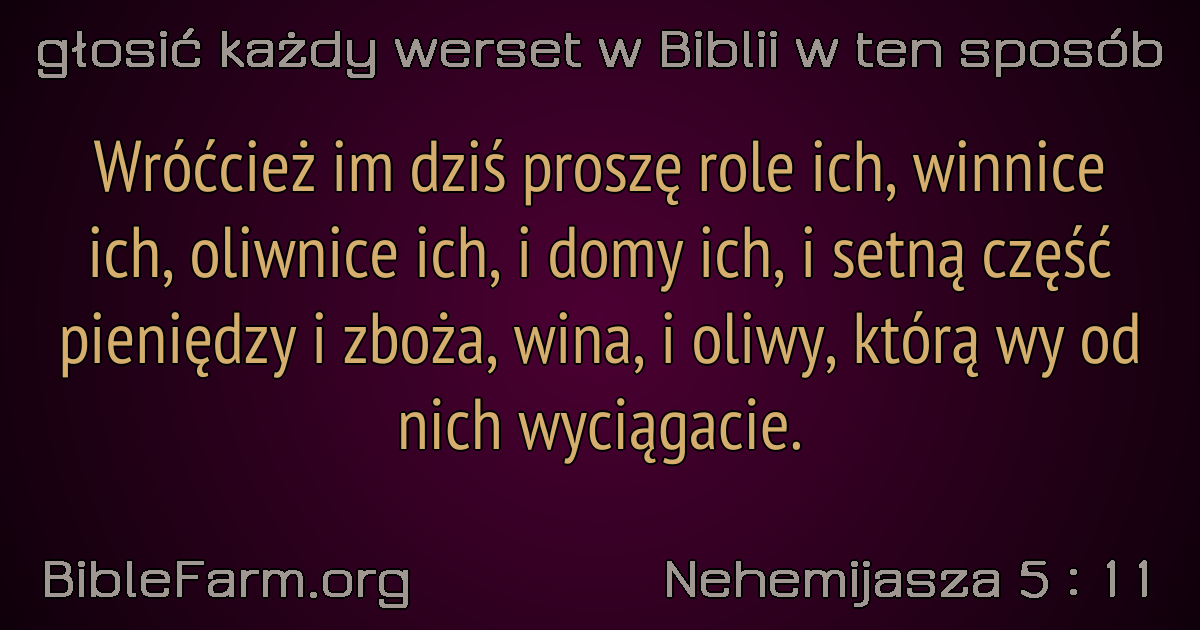 głosić każdy werset w Biblii w ten sposób
Wróćcież im dziś proszę role ich, winnice
ich, oliwnice ich, i domy ich, i setną część
pieniędzy i zboża, wina, i oliwy, którą wy od
nich wyciągacie.
BibleFarm.org
Nehemijasza 5 : 11